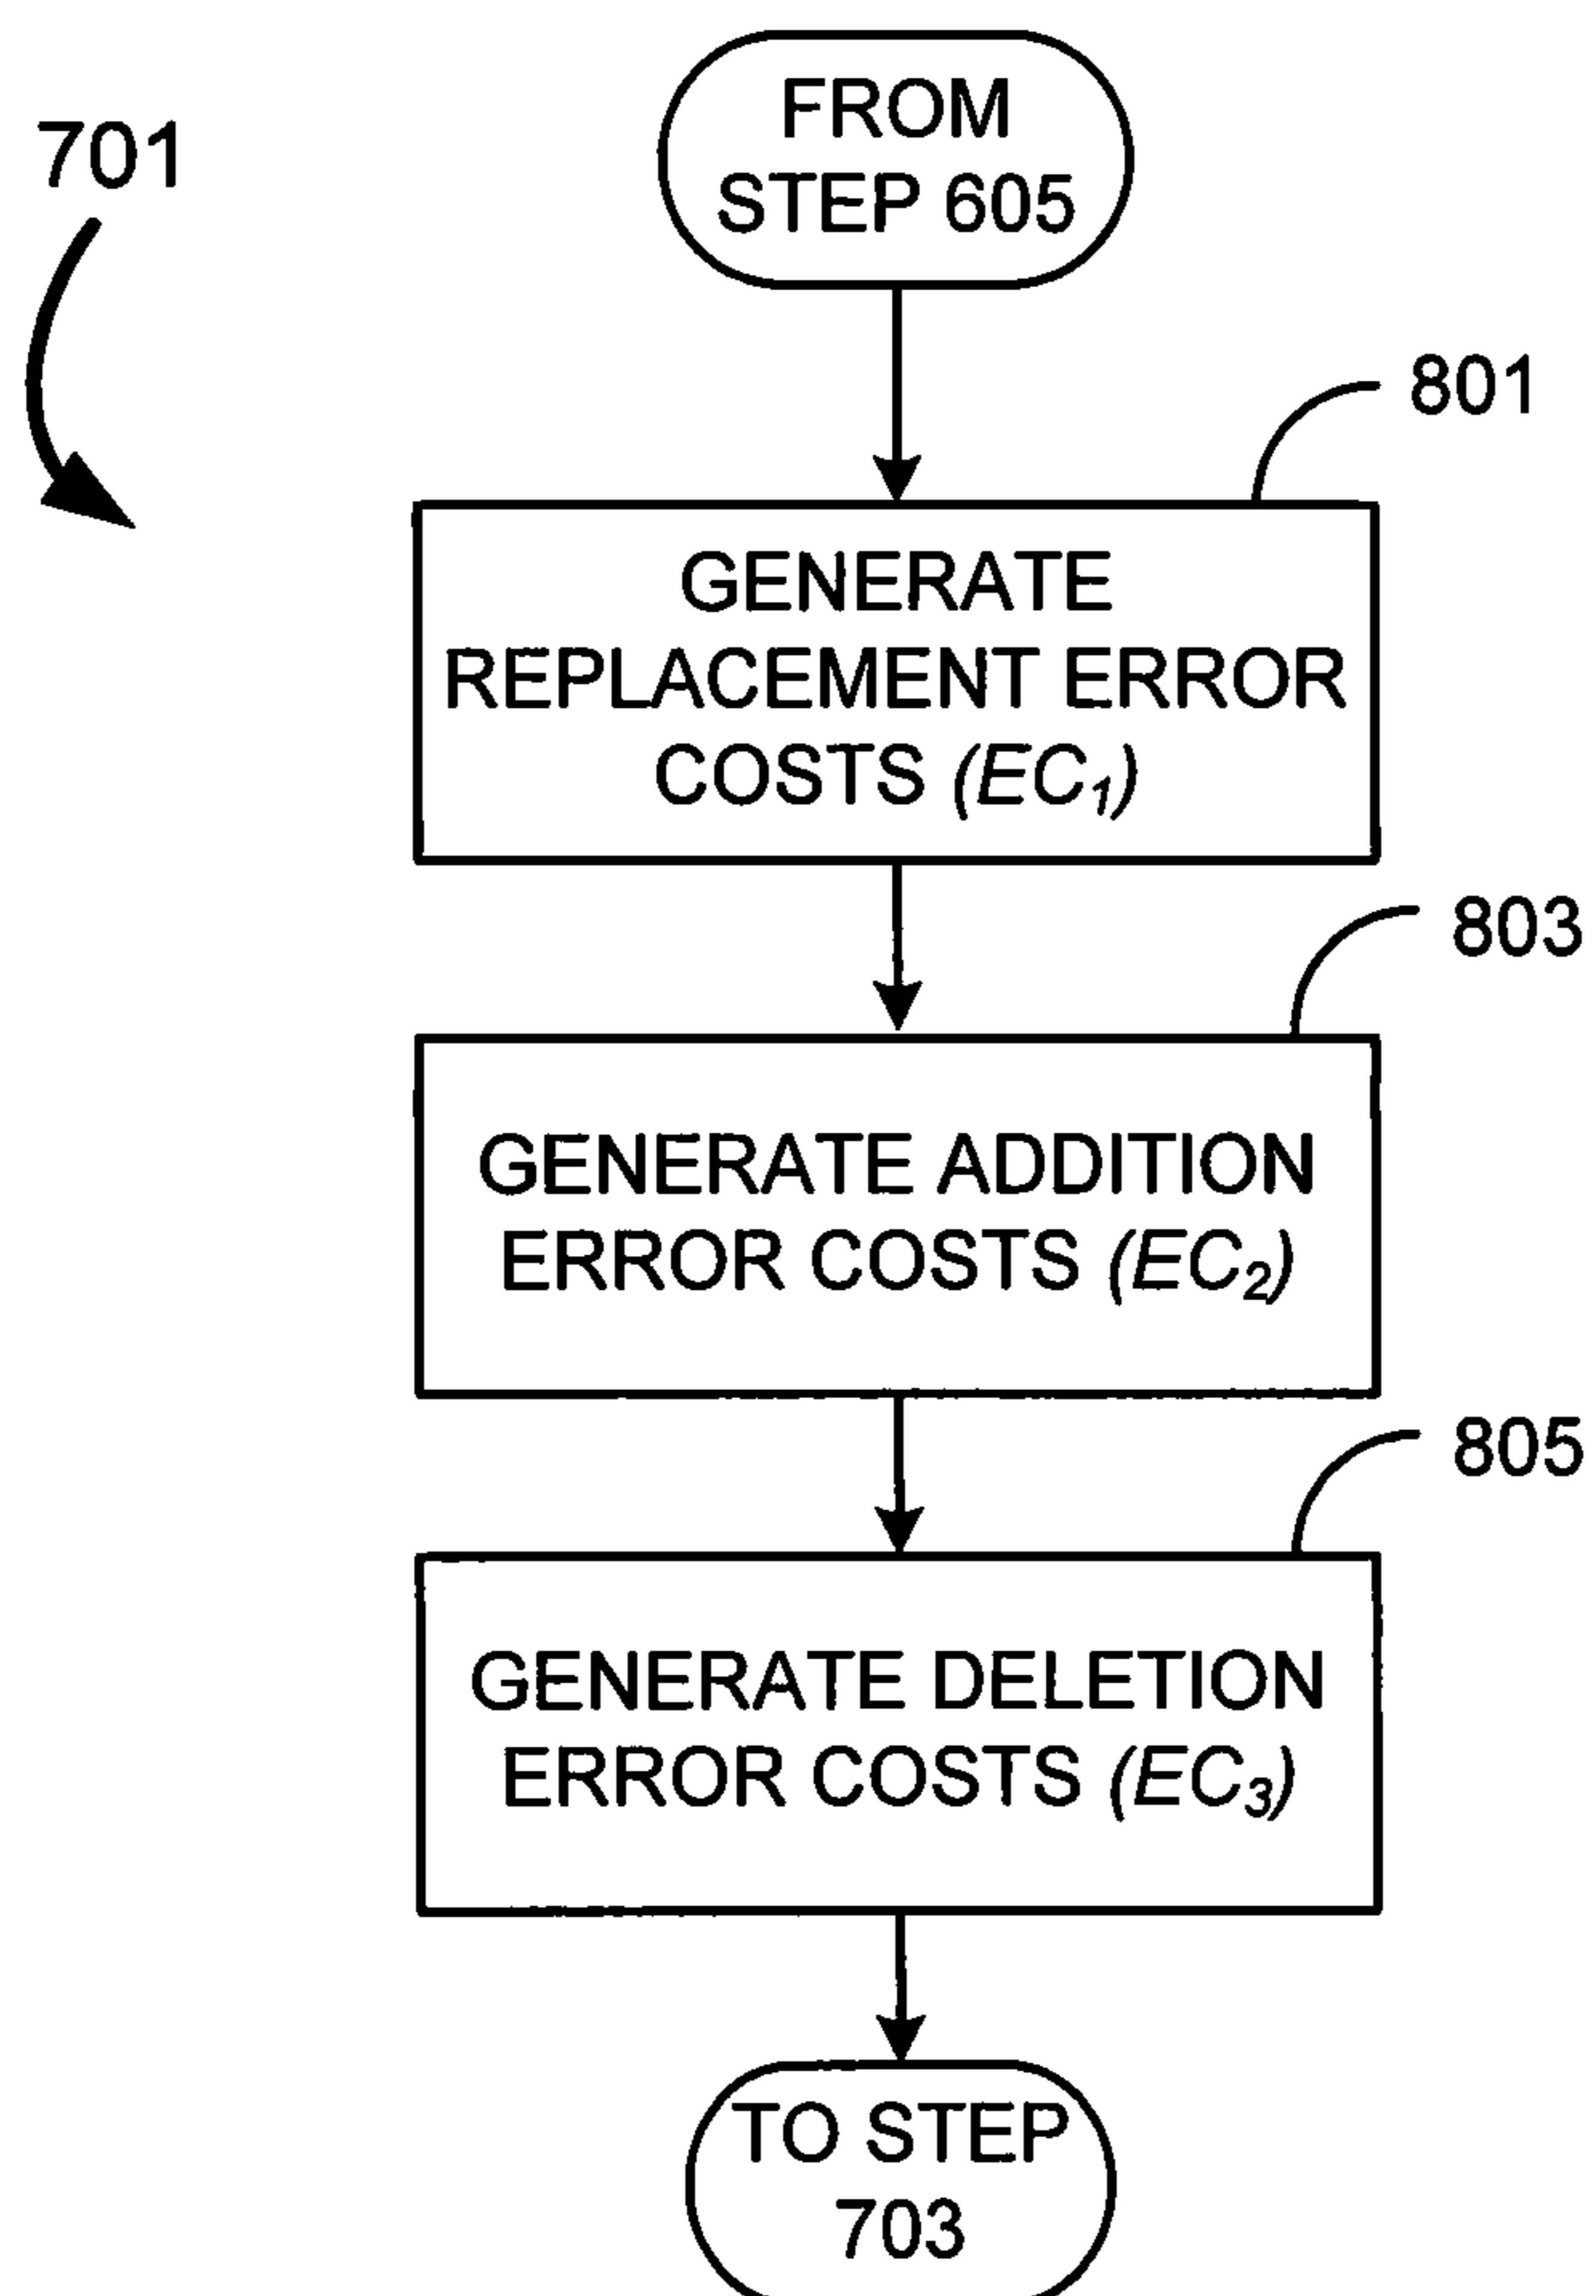 701
FROM
STEP 605
801
GENERATE
REPLACEMENT ERROR
COSTS (EC₁)
803
GENERATE ADDITION
ERROR COSTS (EC₂)
805
GENERATE DELETION
ERROR COSTS (EC₃)
TO STEP
703